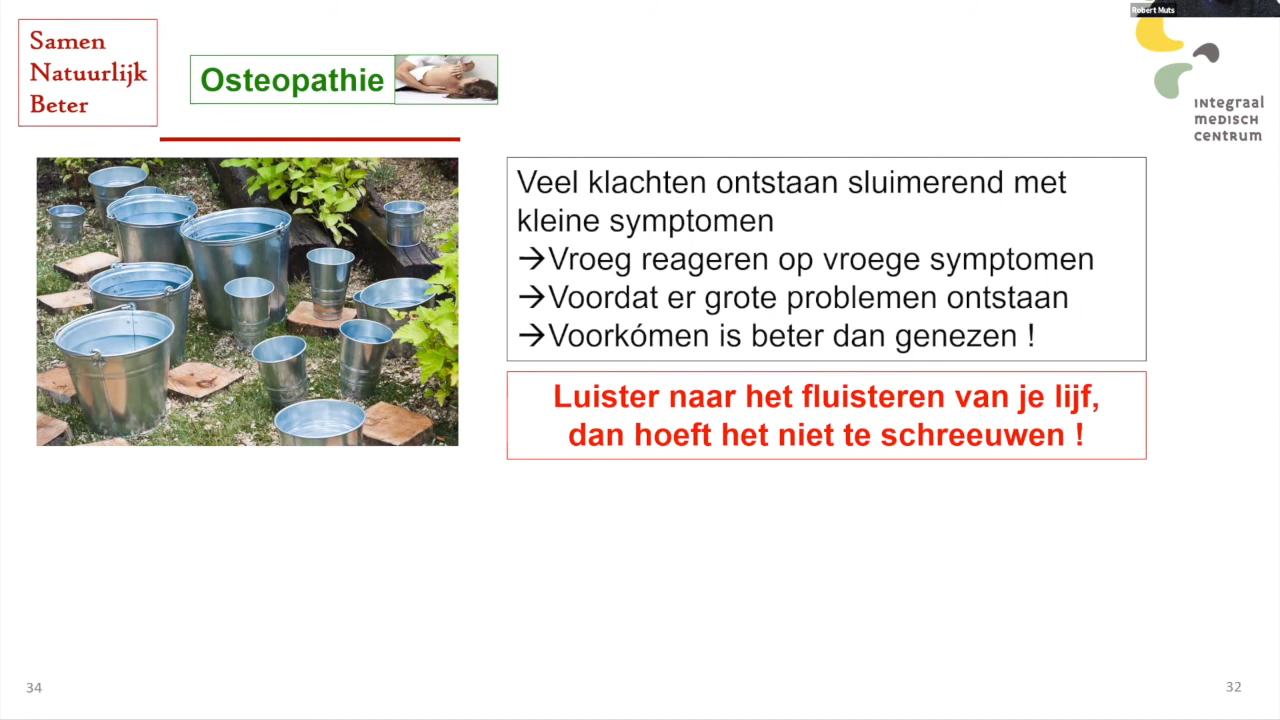 Robert Muts
Samen
Natuurlijk
Beter
Osteopathie
integraal
medisch
centrum
Veel klachten ontstaan sluimerend met
kleine symptomen
→Vroeg reageren op vroege symptomen
→Voordat er grote problemen ontstaan
→Voorkómen is beter dan genezen !
Luister naar het fluisteren van je lijf,
dan hoeft het niet te schreeuwen !
34
32